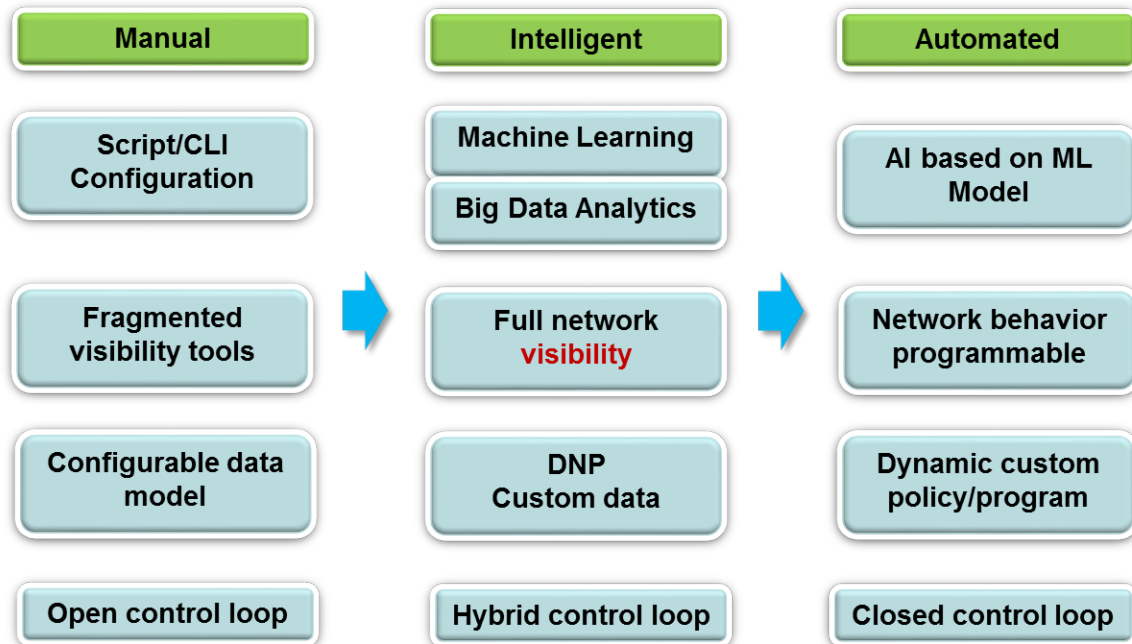 Manual
Script/CLI
Configuration
Fragmented
visibility tools
Configurable data
model
Open control loop
Intelligent
Machine Learning
Big Data Analytics
Full network
visibility
DNP
Custom data
Hybrid control loop
Automated
AI based on ML
Model
Network behavior
programmable
Dynamic custom
policy/program
Closed control loop